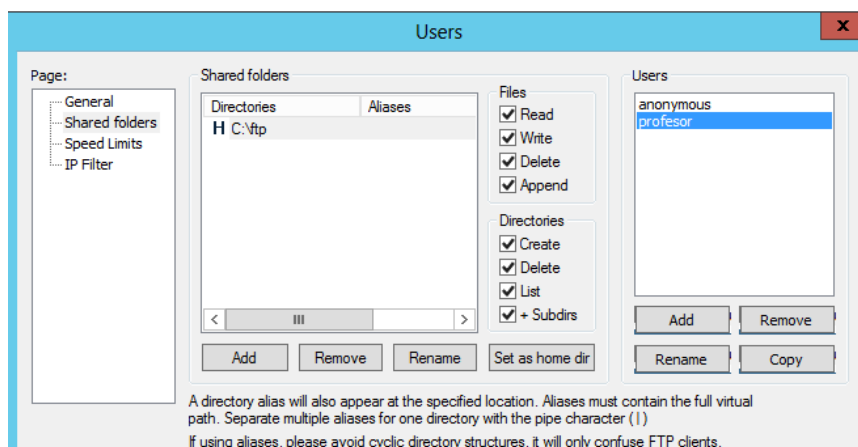 Users
x
Page:
General
Shared folders
Speed Limits
IP Filter
Shared folders
Directories Aliases
H C:\ftp
Files
Read
Write
Delete
Append
Directories
Create
Delete
List
+ Subdirs
Add Remove Rename Set as home dir
Users
anonymous
profesor
Add Remove
Rename Copy
A directory alias will also appear at the specified location. Aliases must contain the full virtual
path. Separate multiple aliases for one directory with the pipe character (|)
If using aliases, please avoid cyclic directory structures, it will only confuse FTP clients.